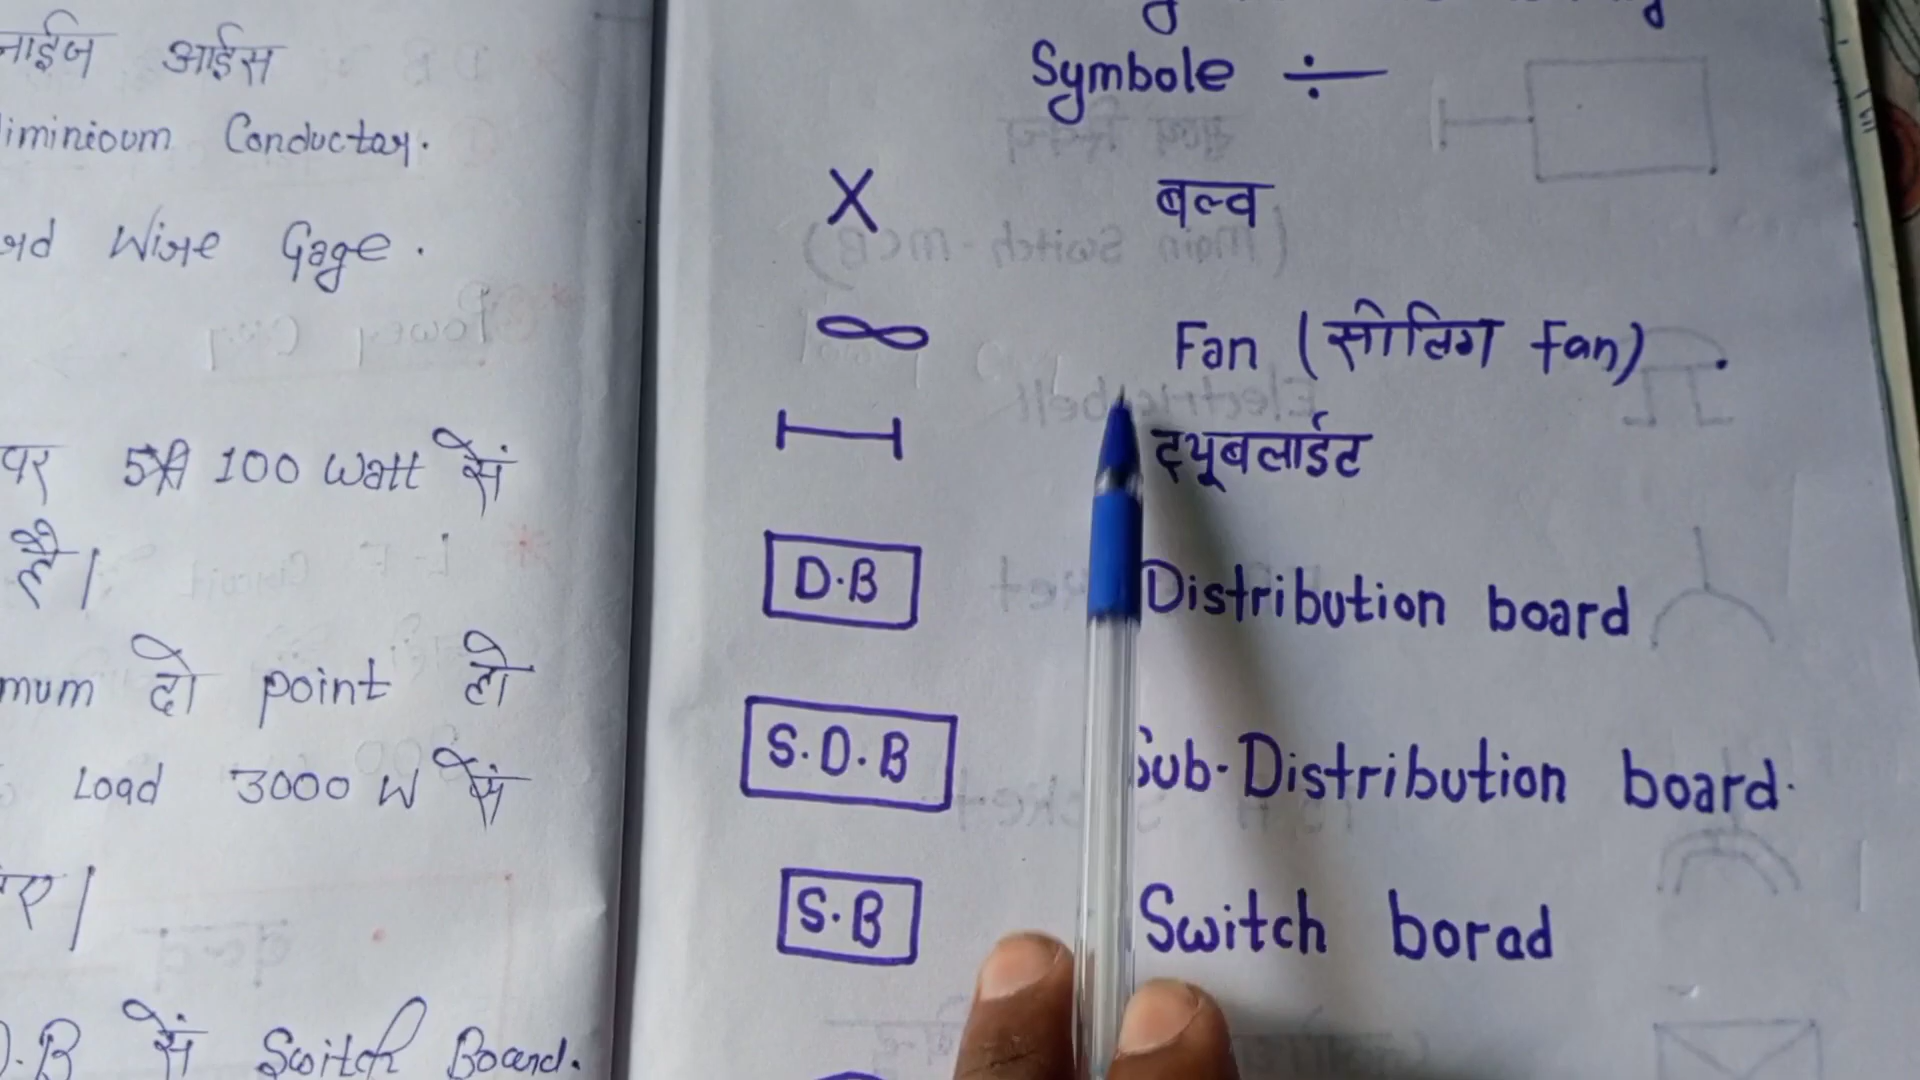 नाईज आईस
iminioum Conductor.
Wire Gage.
पर 5 100 Watt सें
है।
mum दो point हो
Load 3000 W सें
D.B सें Switch Board.
Symbole ÷
X बल्व
Fan (सीलिग fan)
ट्यूबलाईट
D.B Distribution board
S.D.B Sub-Distribution board.
S.B Switch borad